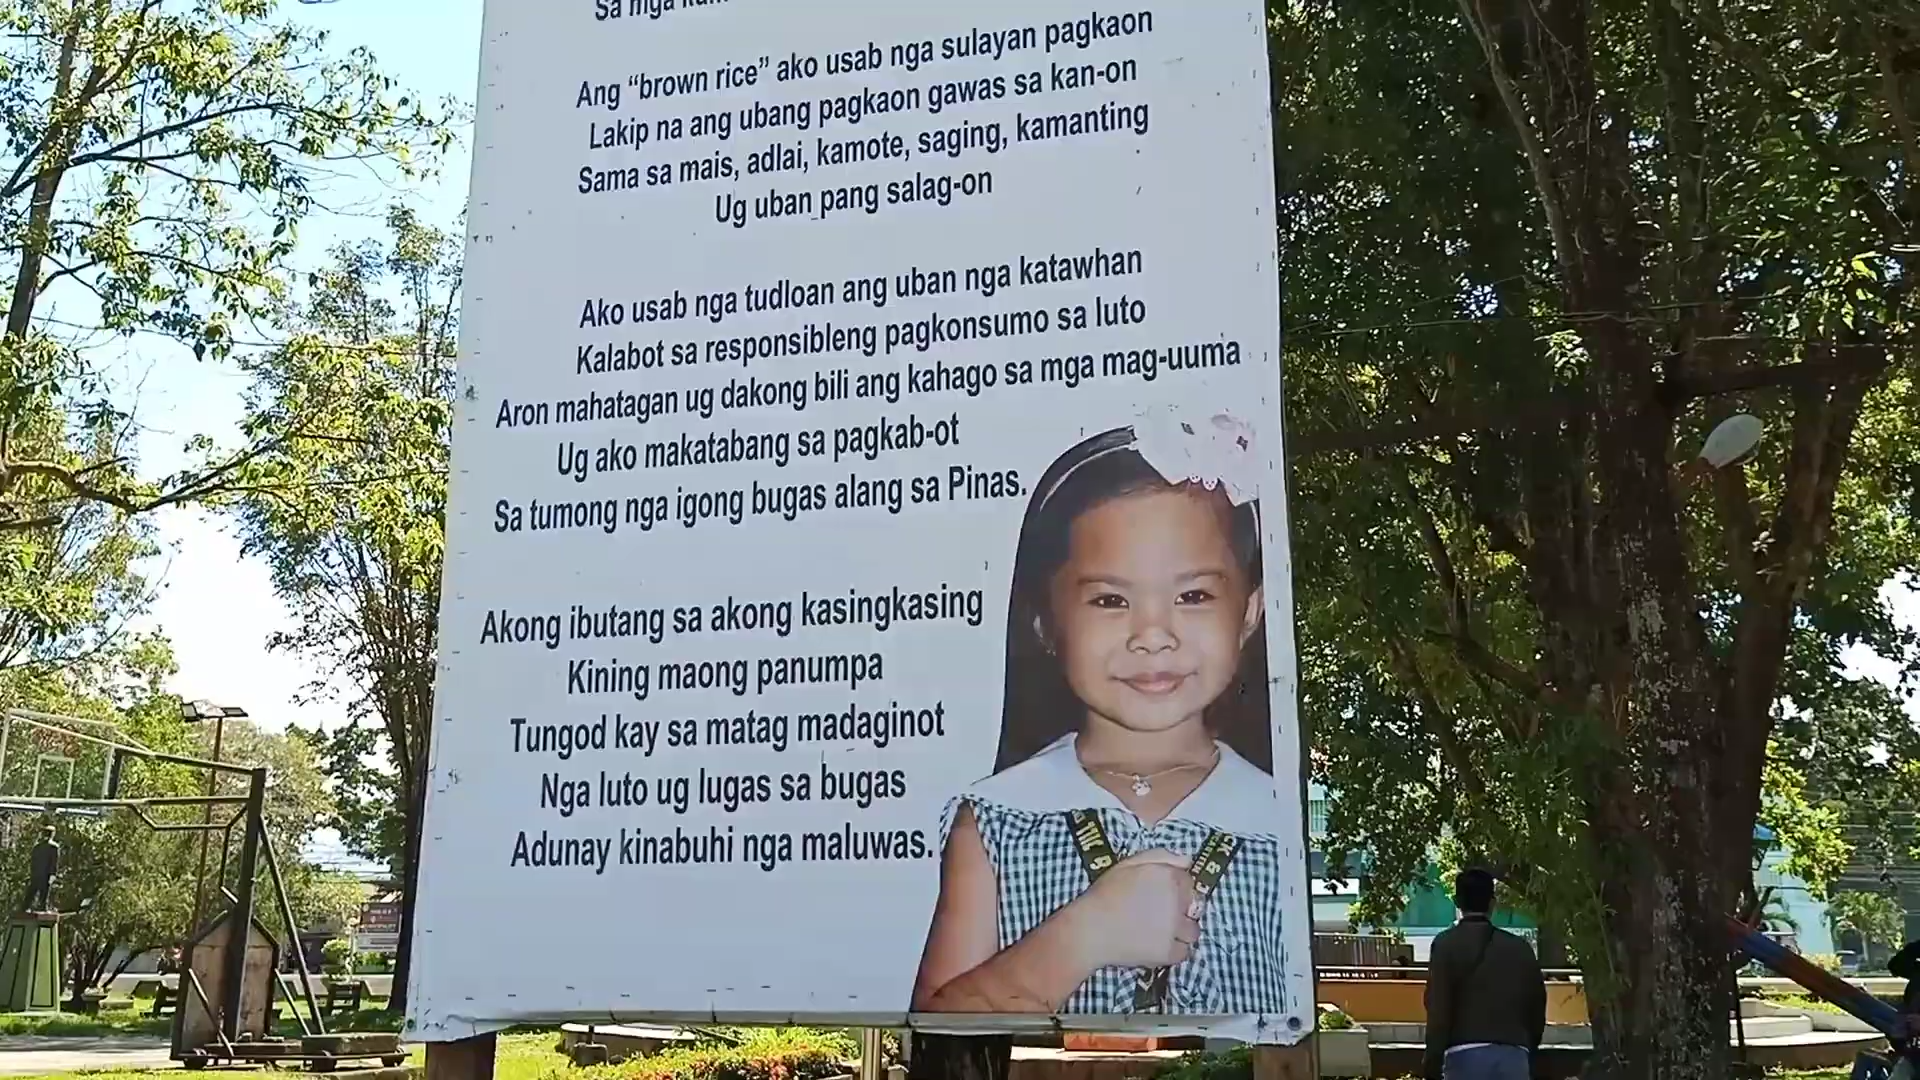 Sa mga
Ang “brown rice” ako usab nga sulayan pagkaon
Lakip na ang ubang pagkaon gawas sa kan-on
Sama sa mais, adlai, kamote, saging, kamanting
Ug uban pang salag-on
Ako usab nga tudloan ang uban nga katawhan
Kalabot sa responsibleng pagkonsumo sa luto
Aron mahatagan ug dakong bili ang kahago sa mga mag-uuma
Ug ako makatabang sa pagkab-ot
Sa tumong nga igong bugas alang sa Pinas.
Akong ibutang sa akong kasingkasing
Kining maong panumpa
Tungod kay sa matag madaginot
Nga luto ug lugas sa bugas
Adunay kinabuhi nga maluwas.